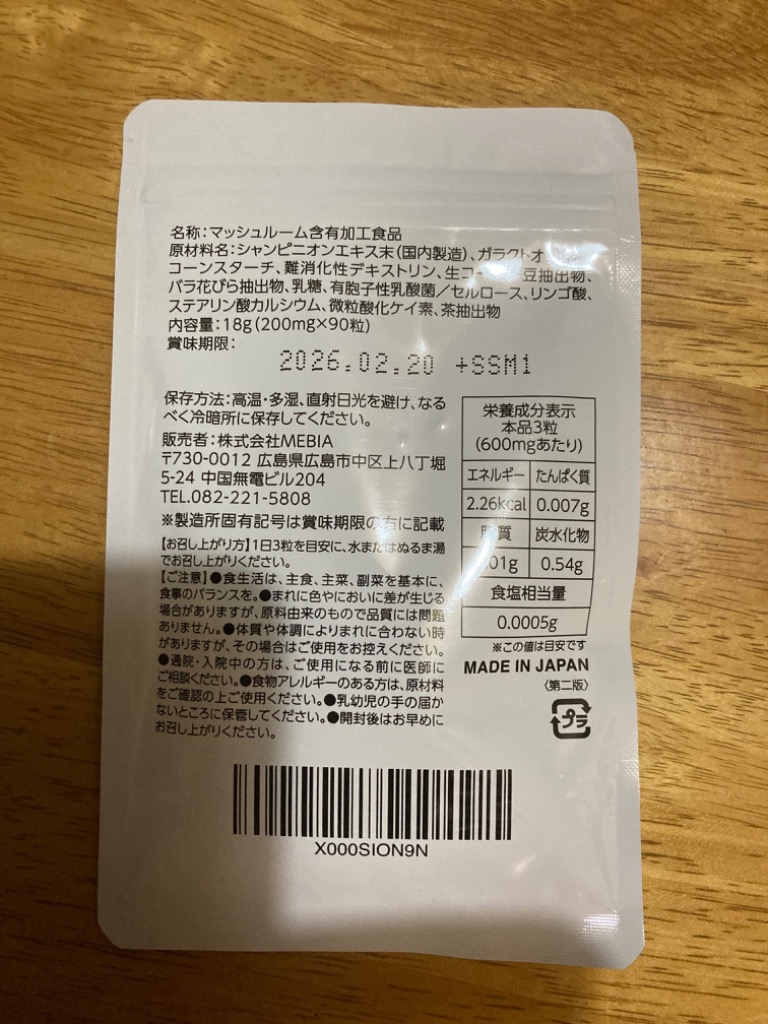 名称：マッシュルーム含有加工食品
原材料名：シャンピニオンエキス末（国内製造）、ガラクトオ
コーンスターチ、難消化性デキストリン、生コー 豆抽出物、
バラ花びら抽出物、乳糖、有胞子性乳酸菌／セルロース、リンゴ酸、
ステアリン酸カルシウム、微粒酸化ケイ素、茶抽出物
内容量：18g（200mg×90粒）
賞味期限：
2026.02.20 +SSM1
保存方法：高温・多湿、直射日光を避け、なる
べく冷暗所に保存してください。
販売者：株式会社MEBIA
〒730-0012 広島県広島市中区上八丁堀
5-24 中国無電ビル204
TEL.082-221-5808
※製造所固有記号は賞味期限の右に記載
【お召し上がり方】1日3粒を目安に、水またはぬるま湯
でお召し上がりください。
【ご注意】●食生活は、主食、主菜、副菜を基本に、
食事のバランスを。●まれに色やにおいに差が生じる
場合がありますが、原料由来のもので品質には問題
ありません。●体質や体調によりまれに合わない時
がありますが、その場合はご使用をお控えください。
●通院・入院中の方は、ご使用になる前に医師に
ご相談ください。●食物アレルギーのある方は、原材料
をご確認の上ご使用ください。●乳幼児の手の届か
ないところに保管してください。●開封後はお早めに
お召し上がりください。
栄養成分表示
本品3粒
（600mgあたり）
エネルギー たんぱく質
2.26kcal 0.007g
質 炭水化物
01g 0.54g
食塩相当量
0.0005g
※この値は目安です
MADE IN JAPAN
〈第二版〉
プラ
X000SION9N